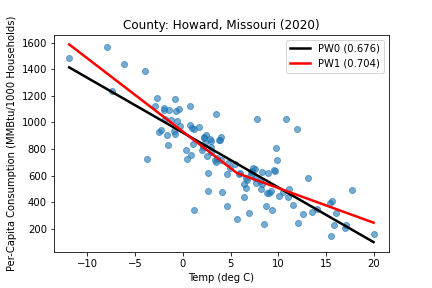 County: Howard, Missouri (2020)
PW0 (0.676)
PW1 (0.704)
Per-Capita Consumption (MMBtu/1000 Households)
1600
1400
1200
1000
800
600
400
200
−10 −5 0 5 10 15 20
Temp (deg C)